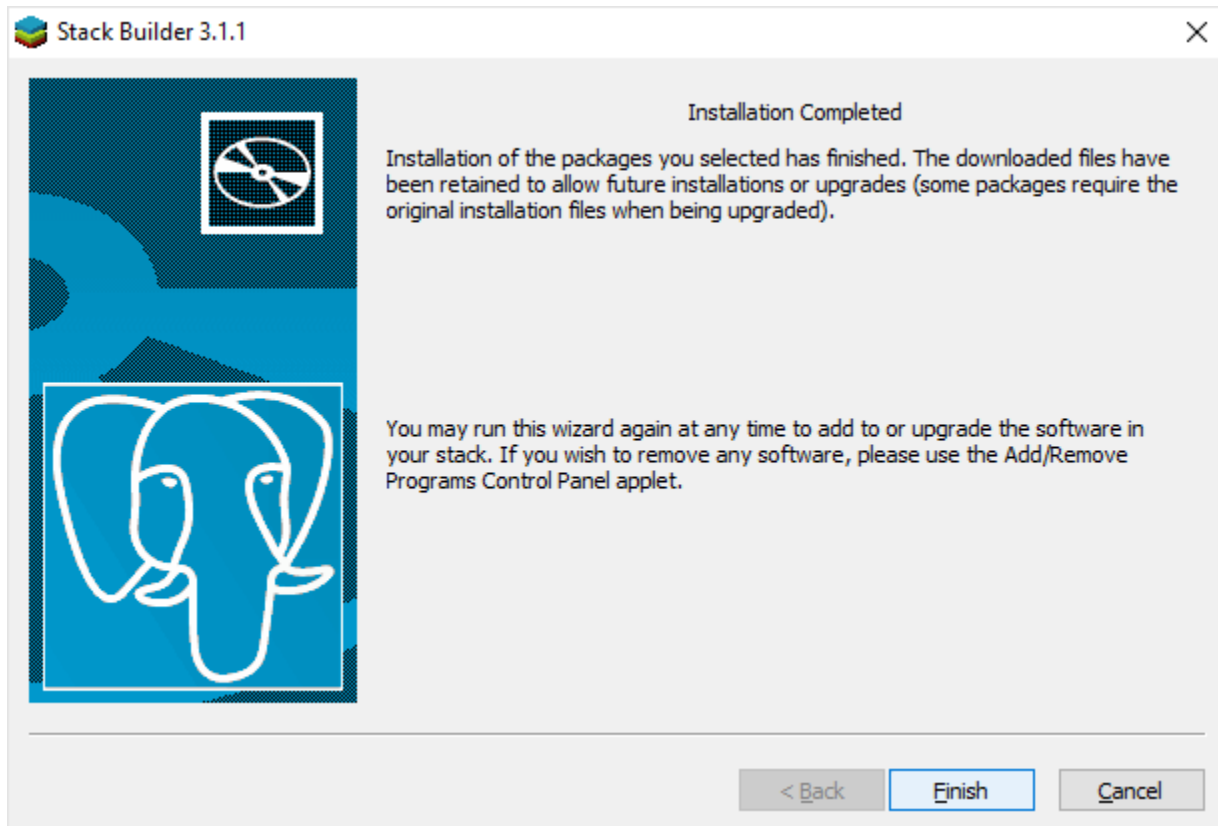 Stack Builder 3.1.1
Installation Completed
Installation of the packages you selected has finished. The downloaded files have
been retained to allow future installations or upgrades (some packages require the
original installation files when being upgraded).
You may run this wizard again at any time to add to or upgrade the software in
your stack. If you wish to remove any software, please use the Add/Remove
Programs Control Panel applet.
< Back
Finish
Cancel